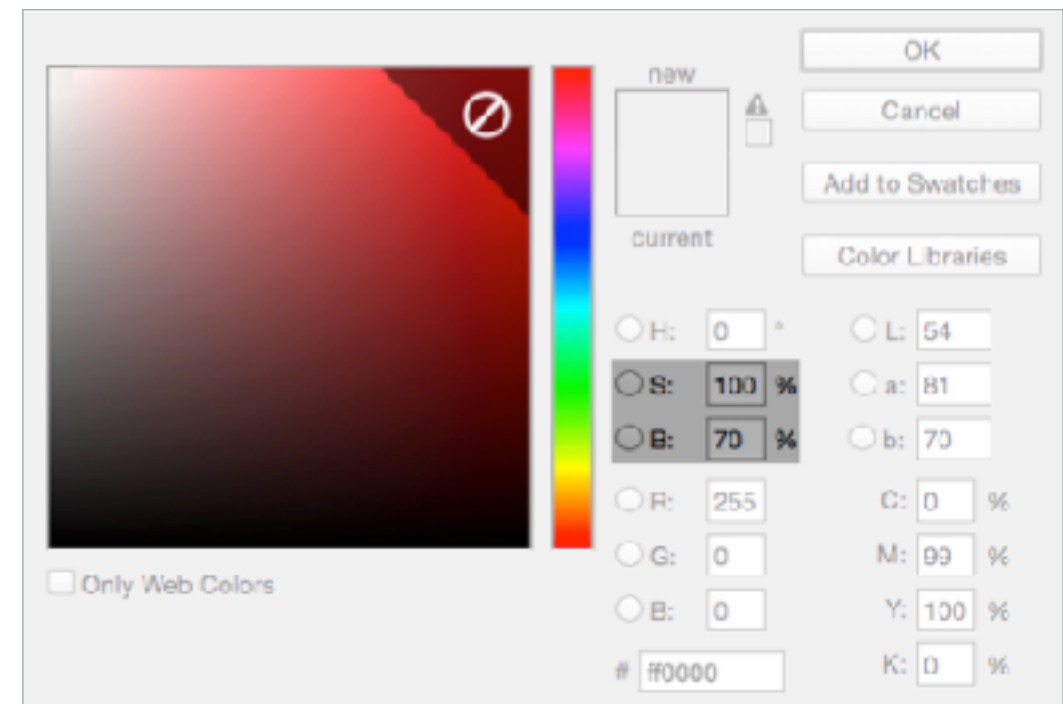 OK
new
Cancel
Add to Swatches
current
Color Libraries
H: 0 °
L: 54
S: 100 %
a: 81
B: 70 %
b: 70
R: 255
C: 0 %
G: 0
M: 99 %
B: 0
Y: 100 %
# ff0000
K: 0 %
Only Web Colors